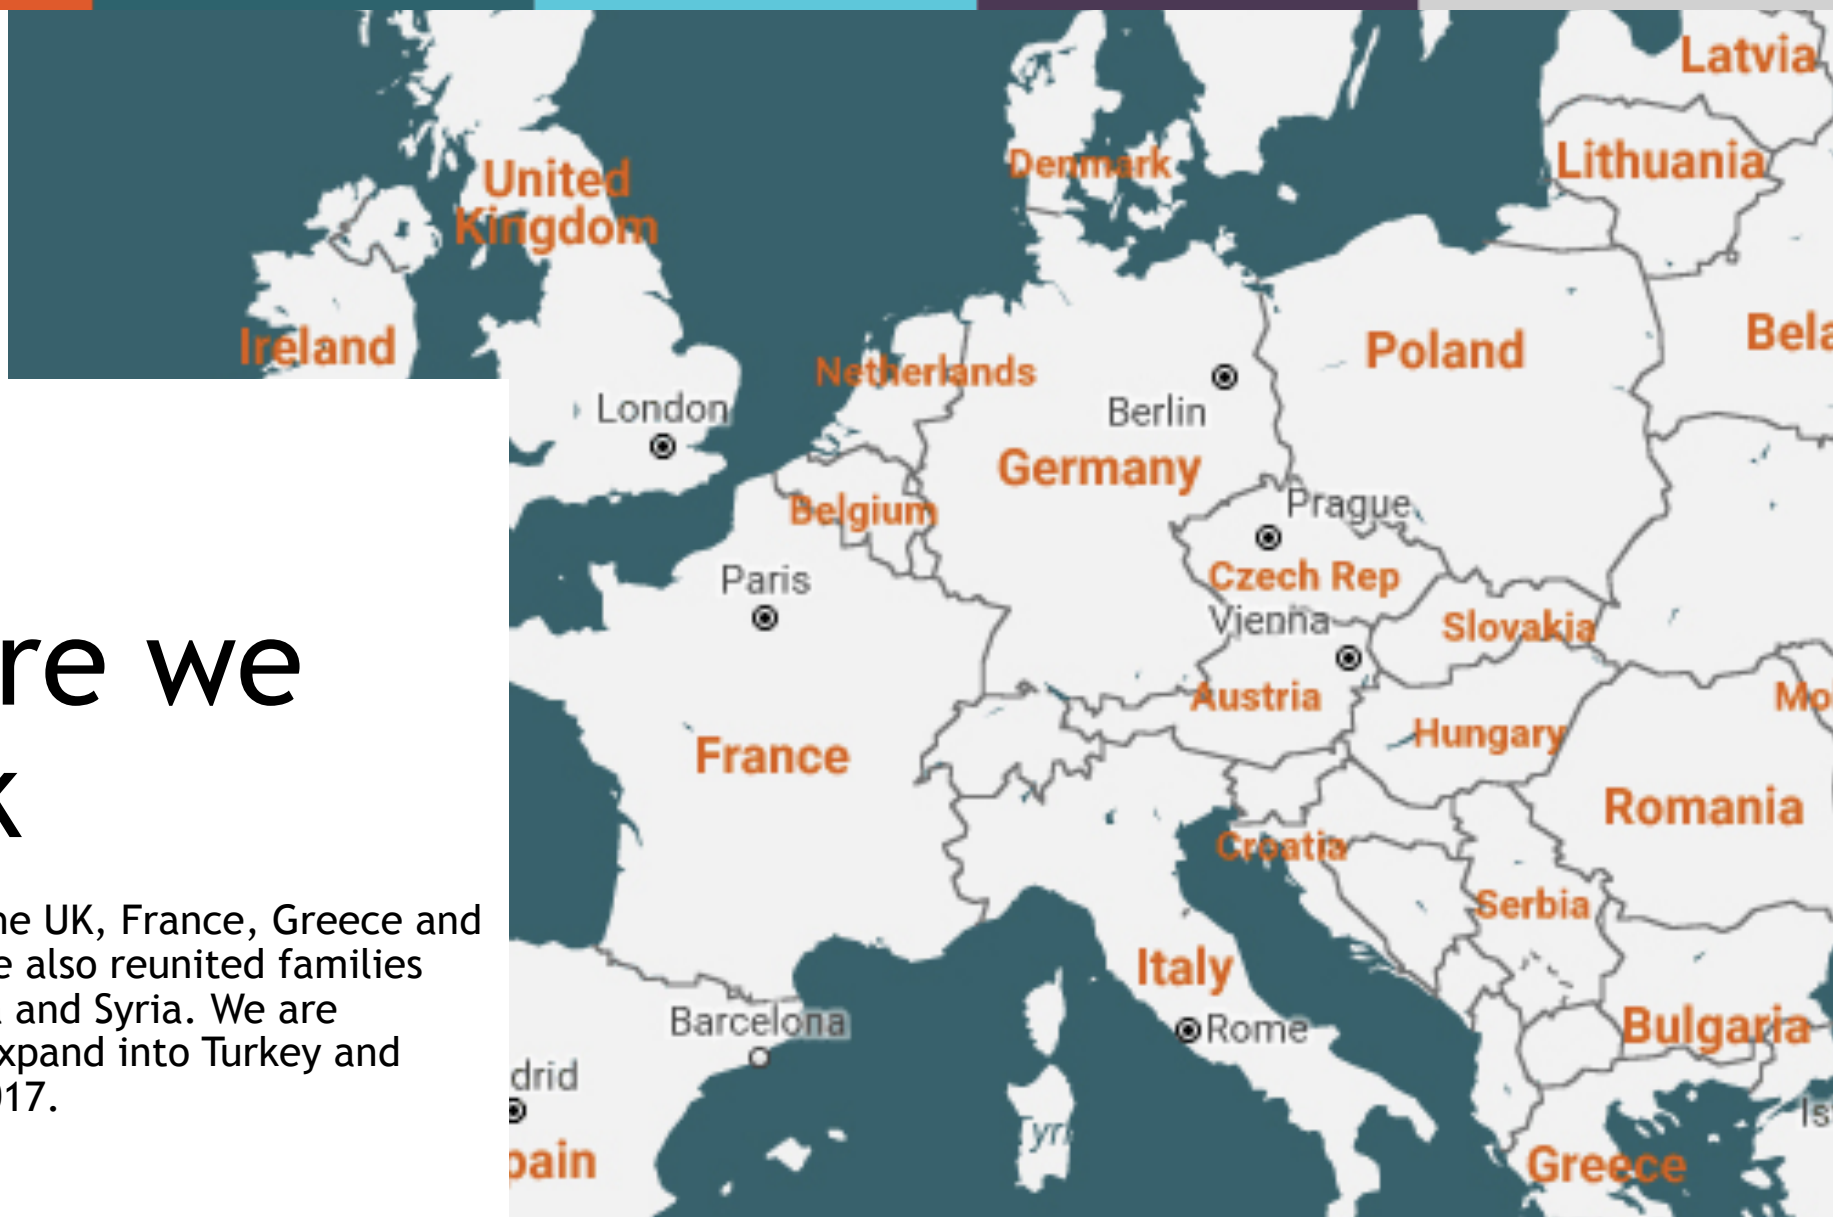 Latvia
Lithuania
United
Kingdom
Denmark
Ireland
Netherlands
Poland
Bela
London
Berlin
Germany
Belgium
Prague
Paris
Czech Rep
Vienna
Slovakia
Austria
Mo
France
Hungary
Romania
Croatia
Serbia
Italy
Rome
Bulgaria
Barcelona
drid
pain
Tyrr
Greece
Is
re we
k
he UK, France, Greece and
e also reunited families
and Syria. We are
xpand into Turkey and
017.